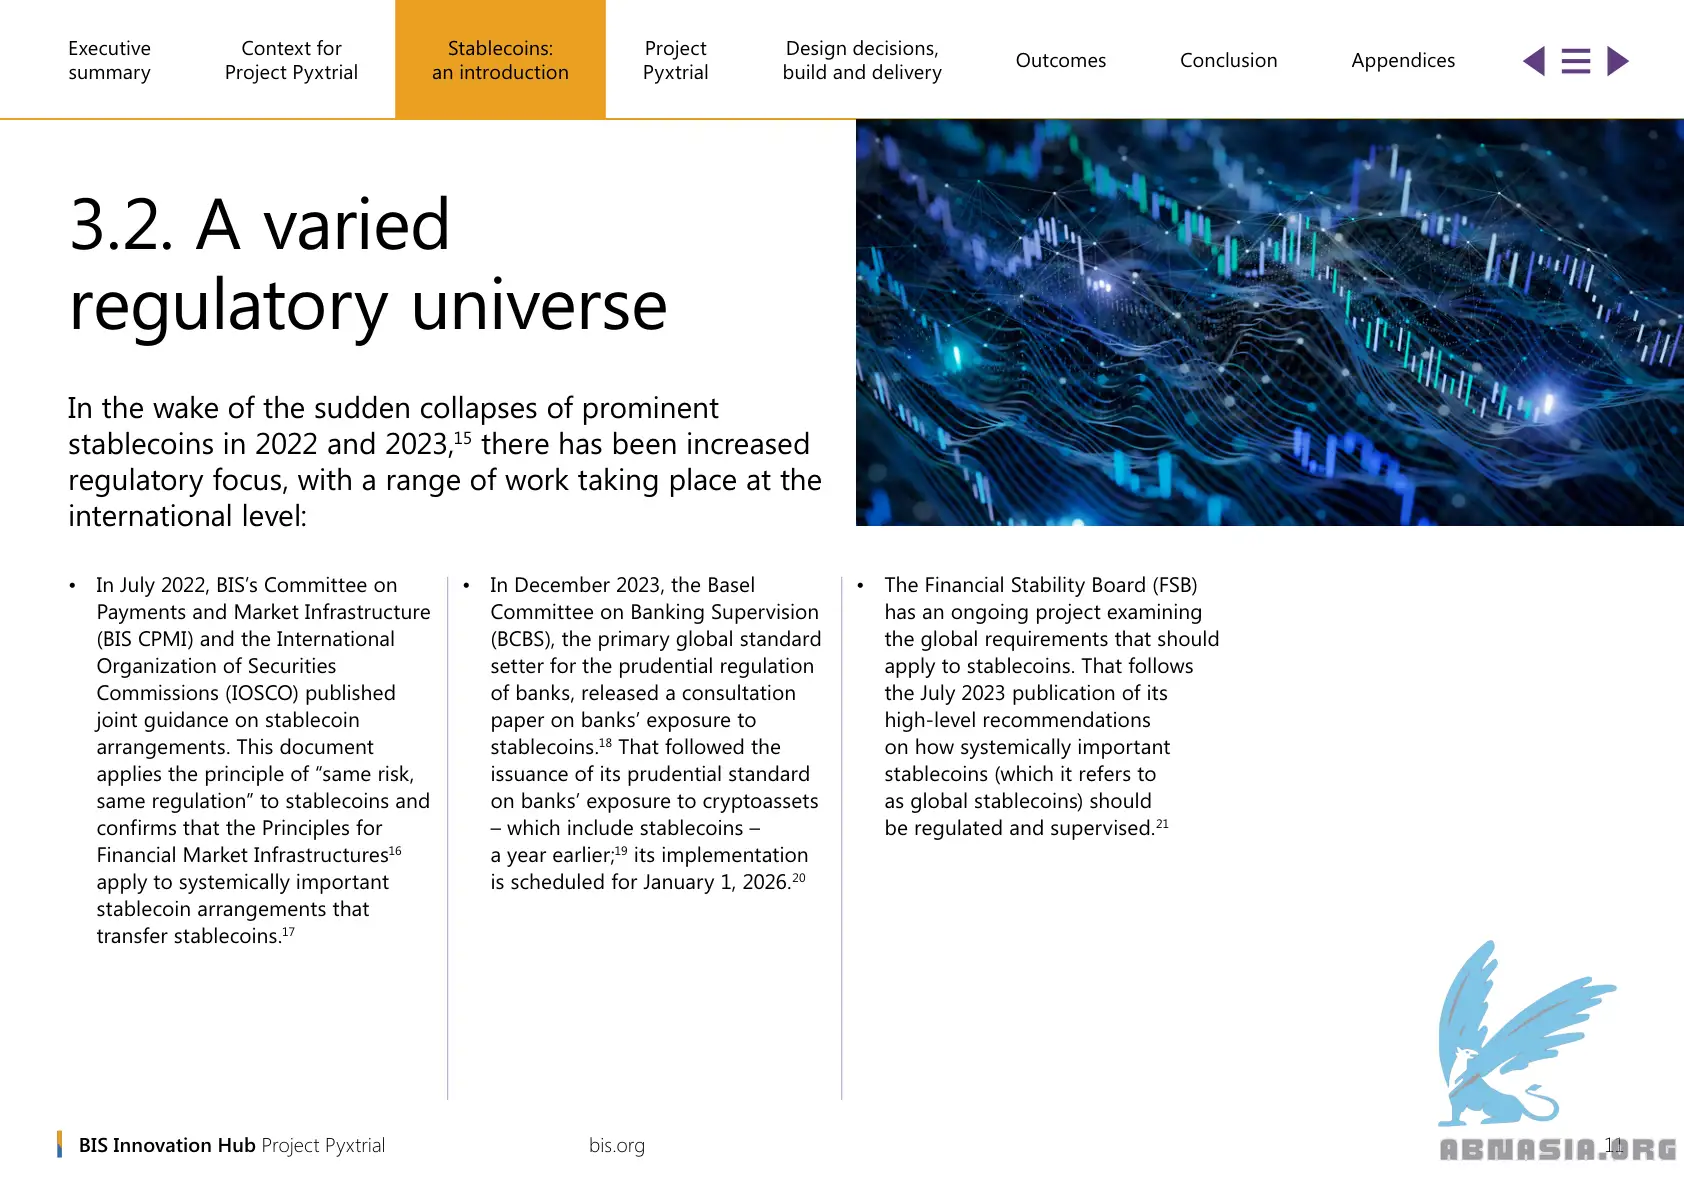 Executive
summary
Context for
Project Pyxtrial
Stablecoins:
an introduction
Project
Pyxtrial
Design decisions,
build and delivery
Outcomes
Conclusion
Appendices
3.2. A varied
regulatory universe
In the wake of the sudden collapses of prominent
stablecoins in 2022 and 2023,15 there has been increased
regulatory focus, with a range of work taking place at the
international level:
• In July 2022, BIS’s Committee on
Payments and Market Infrastructure
(BIS CPMI) and the International
Organization of Securities
Commissions (IOSCO) published
joint guidance on stablecoin
arrangements. This document
applies the principle of “same risk,
same regulation” to stablecoins and
confirms that the Principles for
Financial Market Infrastructures16
apply to systemically important
stablecoin arrangements that
transfer stablecoins.17
• In December 2023, the Basel
Committee on Banking Supervision
(BCBS), the primary global standard
setter for the prudential regulation
of banks, released a consultation
paper on banks’ exposure to
stablecoins.18 That followed the
issuance of its prudential standard
on banks’ exposure to cryptoassets
– which include stablecoins –
a year earlier;19 its implementation
is scheduled for January 1, 2026.20
• The Financial Stability Board (FSB)
has an ongoing project examining
the global requirements that should
apply to stablecoins. That follows
the July 2023 publication of its
high-level recommendations
on how systemically important
stablecoins (which it refers to
as global stablecoins) should
be regulated and supervised.21
BIS Innovation Hub Project Pyxtrial
bis.org
11
ABNASIA.ORG